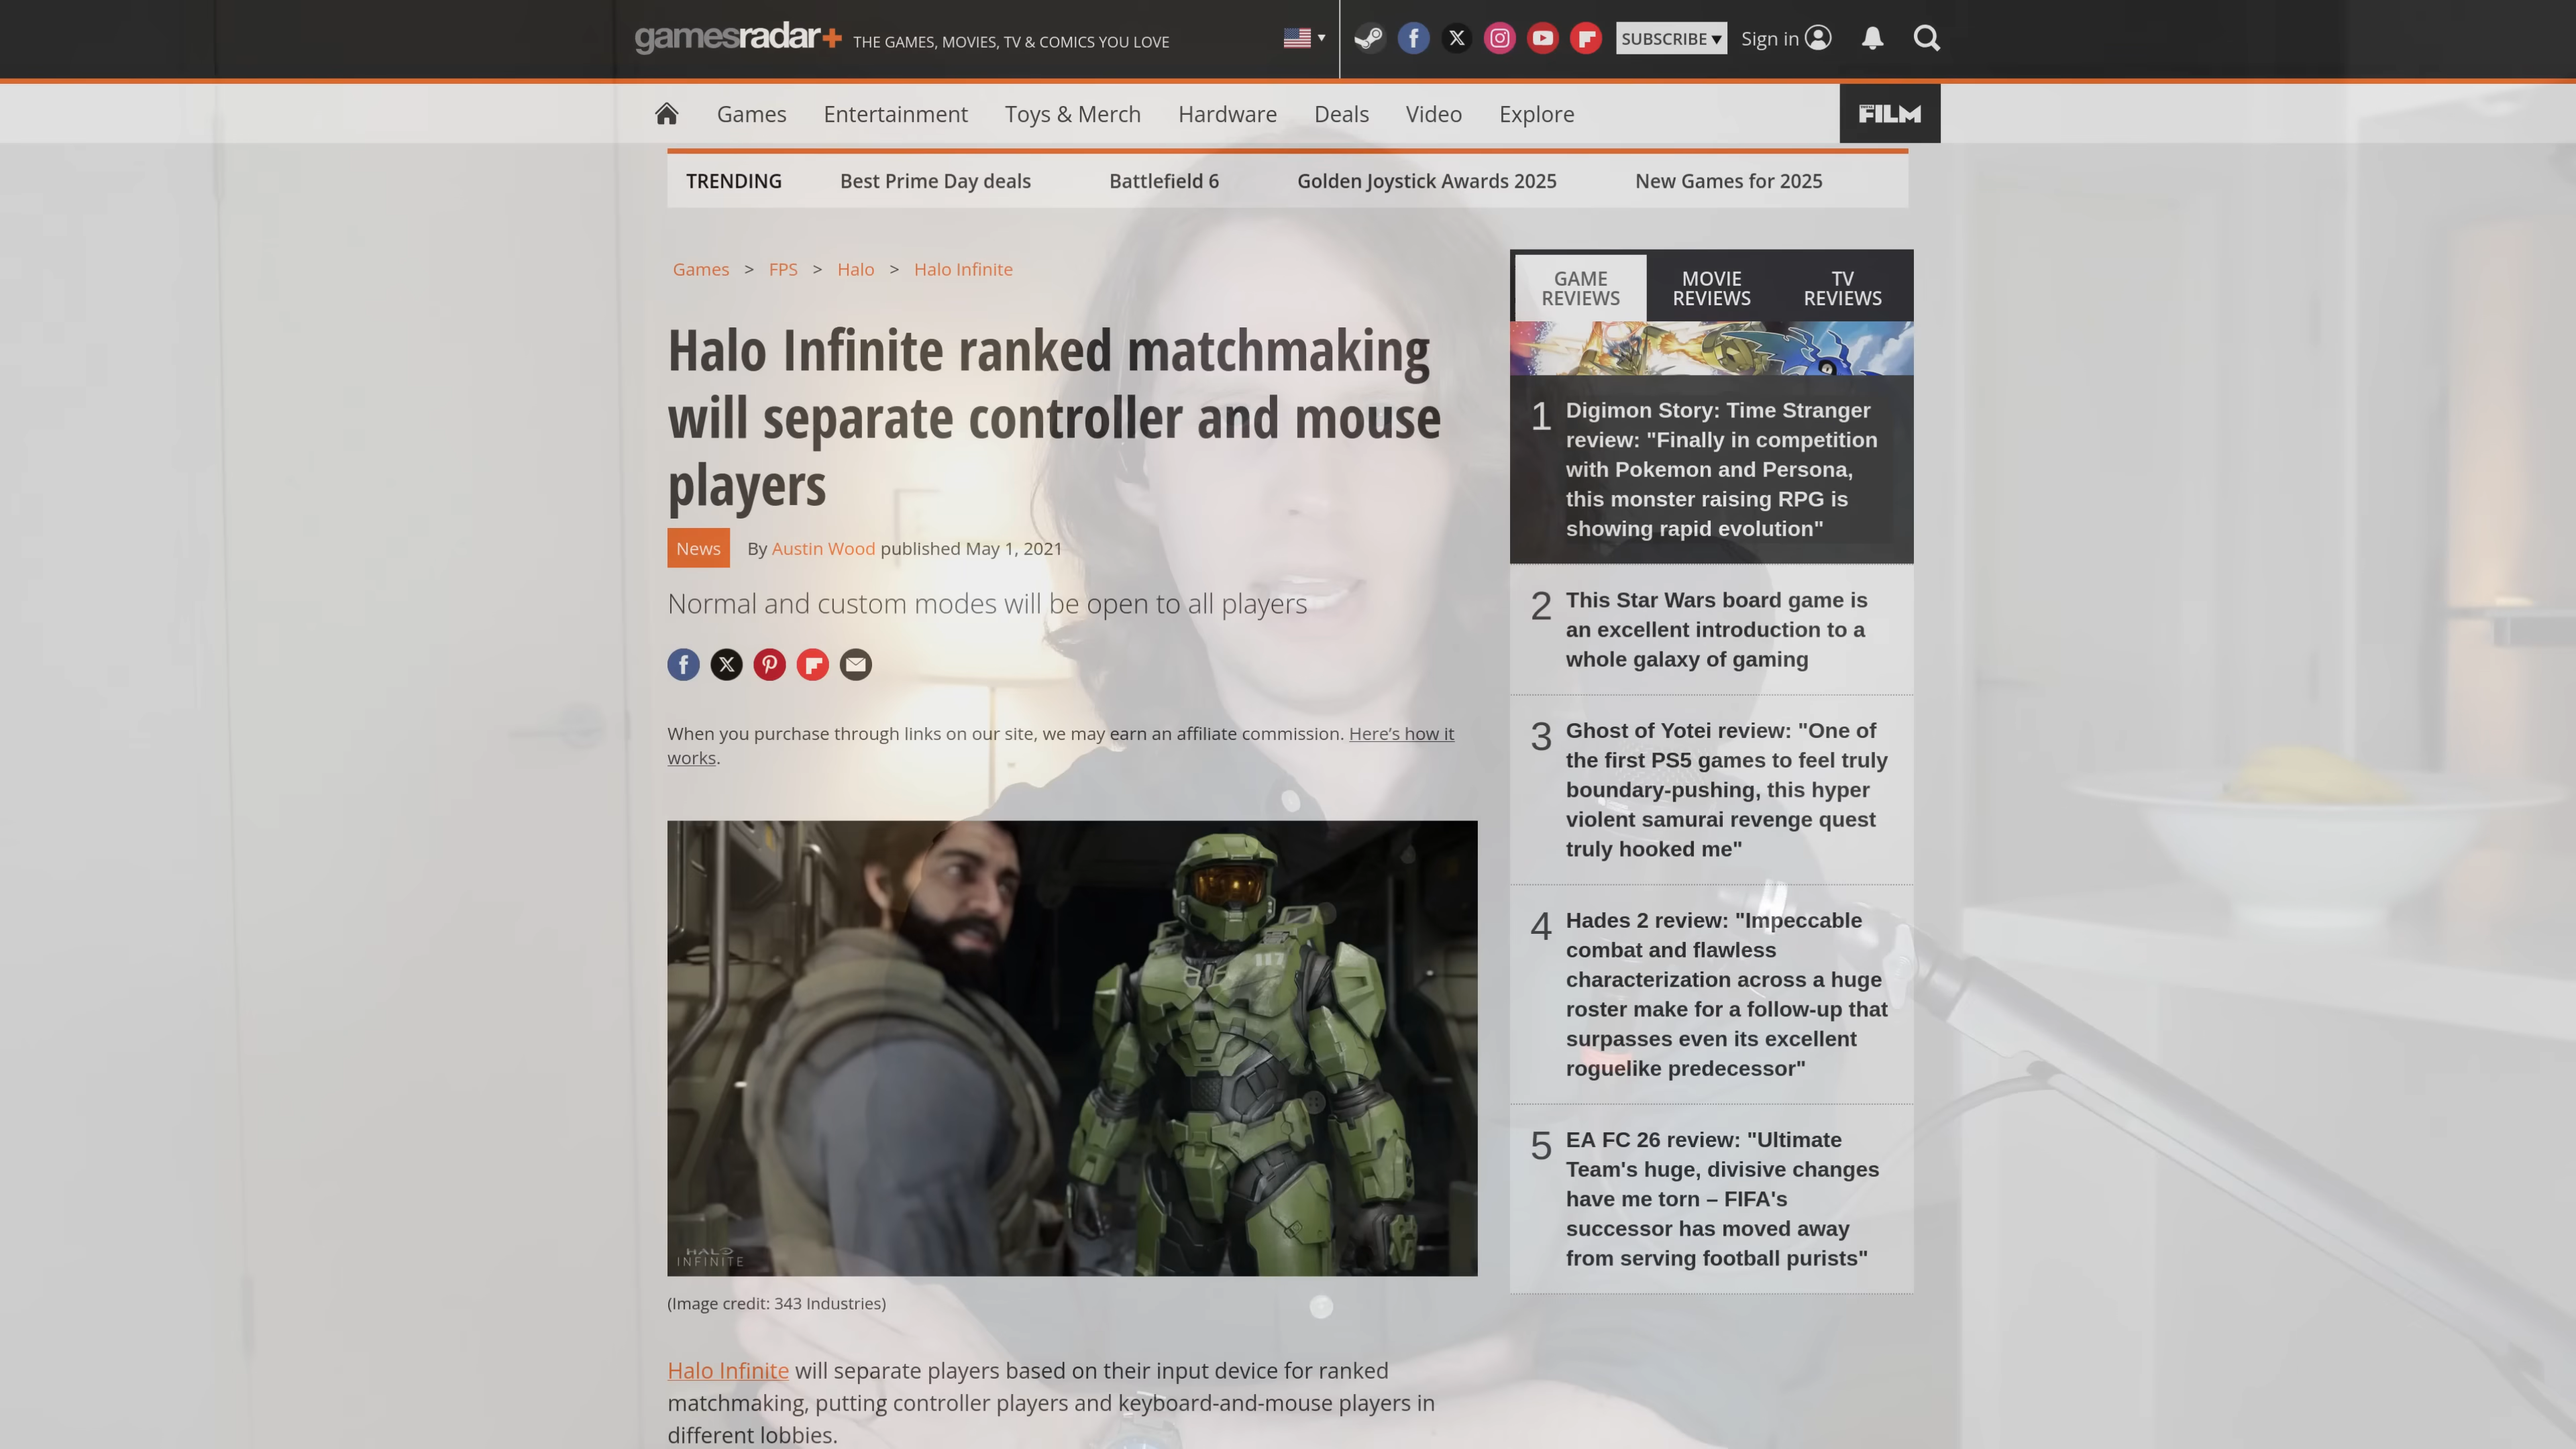 gamesradar+ THE GAMES, MOVIES, TV & COMICS YOU LOVE
SUBSCRIBE ▼ Sign in
Games Entertainment Toys & Merch Hardware Deals Video Explore
FILM
TRENDING Best Prime Day deals Battlefield 6 Golden Joystick Awards 2025 New Games for 2025
Games > FPS > Halo > Halo Infinite
Halo Infinite ranked matchmaking
will separate controller and mouse
players
News By Austin Wood published May 1, 2021
Normal and custom modes will be open to all players
When you purchase through links on our site, we may earn an affiliate commission. Here’s how it
works.
117
HALO
INFINITE
(Image credit: 343 Industries)
Halo Infinite will separate players based on their input device for ranked
matchmaking, putting controller players and keyboard-and-mouse players in
different lobbies.
GAME
REVIEWS
MOVIE
REVIEWS
TV
REVIEWS
1 Digimon Story: Time Stranger
review: "Finally in competition
with Pokemon and Persona,
this monster raising RPG is
showing rapid evolution"
2 This Star Wars board game is
an excellent introduction to a
whole galaxy of gaming
3 Ghost of Yotei review: "One of
the first PS5 games to feel truly
boundary-pushing, this hyper
violent samurai revenge quest
truly hooked me"
4 Hades 2 review: "Impeccable
combat and flawless
characterization across a huge
roster make for a follow-up that
surpasses even its excellent
roguelike predecessor"
5 EA FC 26 review: "Ultimate
Team's huge, divisive changes
have me torn – FIFA's
successor has moved away
from serving football purists"